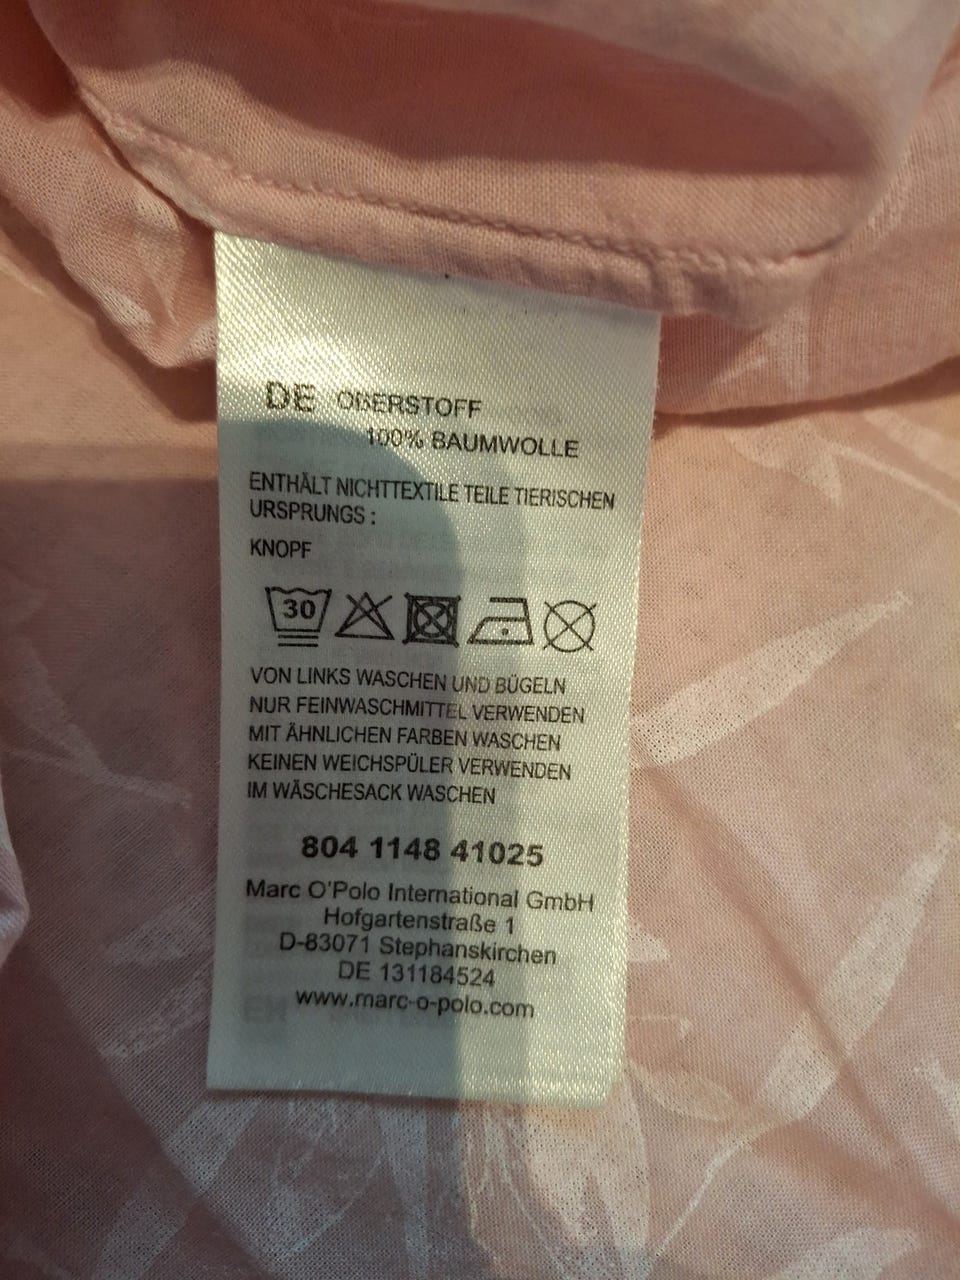 DE OBERSTOFF
100% BAUMWOLLE
ENTHÄLT NICHTTEXTILE TEILE TIERISCHEN
URSPRUNGS :
KNOPF
30
VON LINKS WASCHEN UND BÜGELN
NUR FEINWASCHMITTEL VERWENDEN
MIT ÄHNLICHEN FARBEN WASCHEN
KEINEN WEICHSPÜLER VERWENDEN
IM WÄSCHESACK WASCHEN
804 1148 41025
Marc O'Polo International GmbH
Hofgartenstraße 1
D-83071 Stephanskirchen
DE 131184524
www.marc-o-polo.com